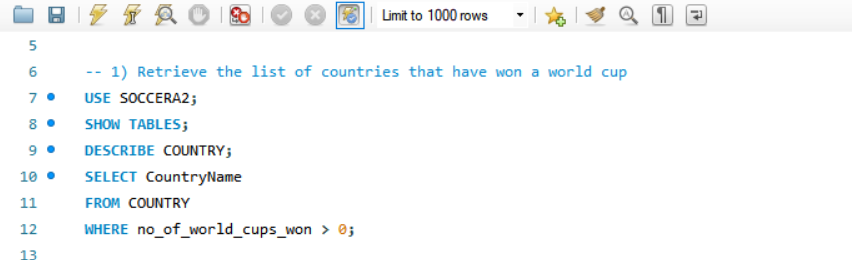 Limit to 1000 rows
5
6 -- 1) Retrieve the list of countries that have won a world cup
7 USE SOCCERA2;
8 SHOW TABLES;
9 DESCRIBE COUNTRY;
10 SELECT CountryName
11 FROM COUNTRY
12 WHERE no_of_world_cups_won > 0;
13